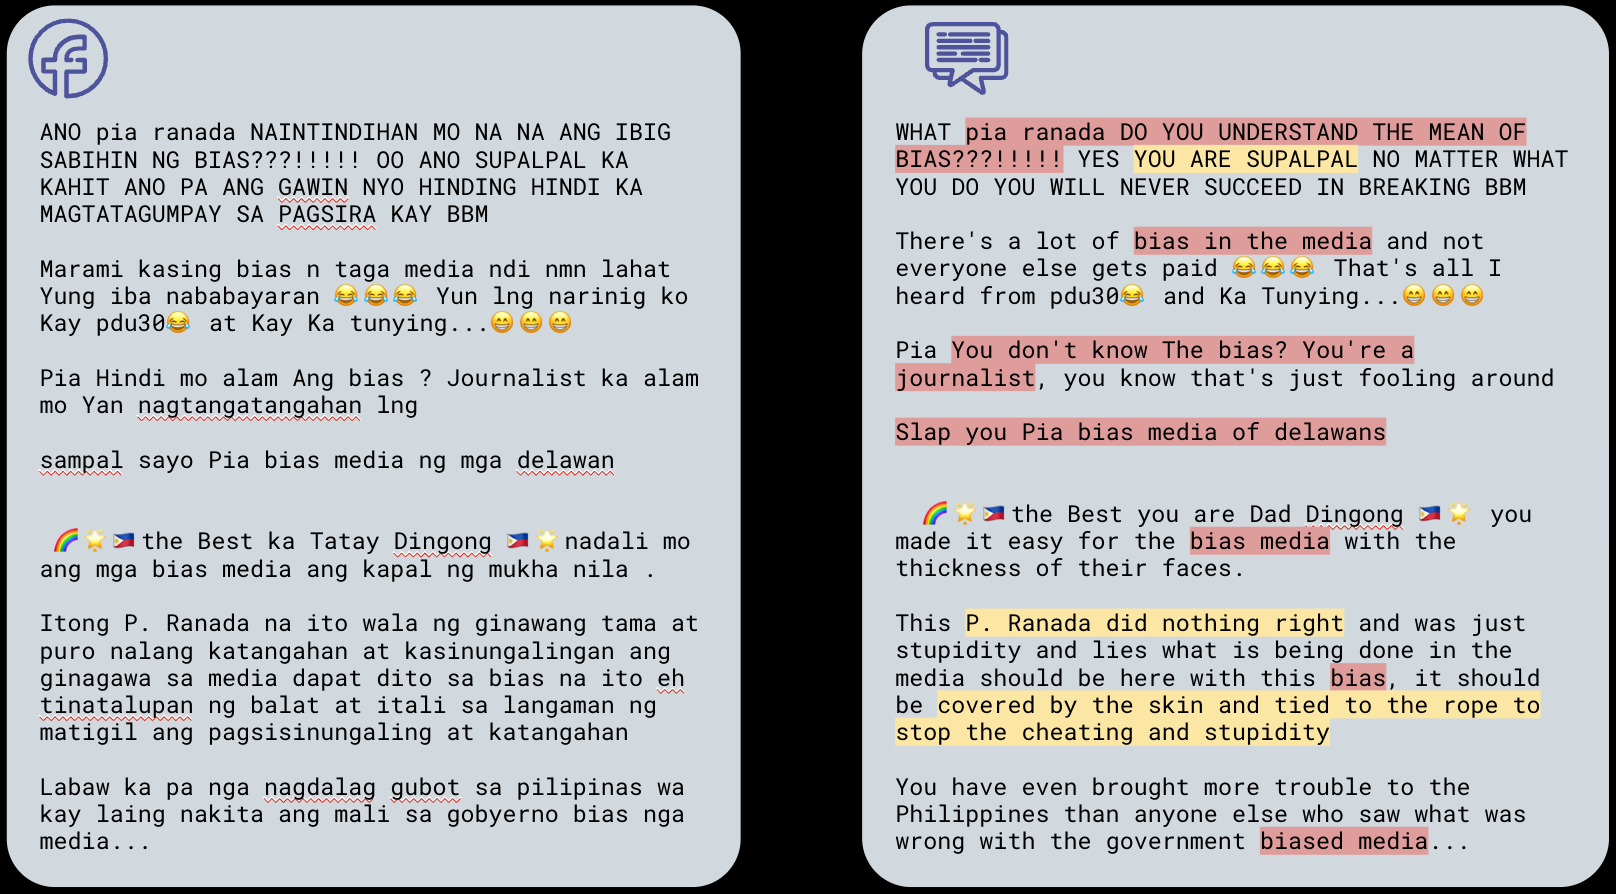 ANO pia ranada NAINTINDIHAN MO NA NA ANG IBIG
SABIHIN NG BIAS???!!!!! OO ANO SUPALPAL KA
KAHIT ANO PA ANG GAWIN NYO HINDING HINDI KA
MAGTATAGUMPAY SA PAGSIRA KAY BBM
Marami kasing bias n taga media ndi nmn lahat
Yung iba nababayaran 😂😂😂 Yun lng narinig ko
Kay pdu30😂 at Kay Ka tunying...😁😁😁
Pia Hindi mo alam Ang bias ? Journalist ka alam
mo Yan nagtangatangahan lng
sampal sayo Pia bias media ng mga delawan
🌈🌟🇵🇭the Best ka Tatay Dingong 🇵🇭🌟nadali mo
ang mga bias media ang kapal ng mukha nila .
Itong P. Ranada na ito wala ng ginawang tama at
puro nalang katangahan at kasinungalingan ang
ginagawa sa media dapat dito sa bias na ito eh
tinatalupan ng balat at itali sa langaman ng
matigil ang pagsisinungaling at katangahan
Labaw ka pa nga nagdalag gubot sa pilipinas wa
kay laing nakita ang mali sa gobyerno bias nga
media...
WHAT pia ranada DO YOU UNDERSTAND THE MEAN OF
BIAS???!!!!! YES YOU ARE SUPALPAL NO MATTER WHAT
YOU DO YOU WILL NEVER SUCCEED IN BREAKING BBM
There's a lot of bias in the media and not
everyone else gets paid 😂😂😂 That's all I
heard from pdu30😂 and Ka Tunying...😁😁😁
Pia You don't know The bias? You're a
journalist, you know that's just fooling around
Slap you Pia bias media of delawans
🌈🌟🇵🇭the Best you are Dad Dingong 🇵🇭🌟 you
made it easy for the bias media with the
thickness of their faces.
This P. Ranada did nothing right and was just
stupidity and lies what is being done in the
media should be here with this bias, it should
be covered by the skin and tied to the rope to
stop the cheating and stupidity
You have even brought more trouble to the
Philippines than anyone else who saw what was
wrong with the government biased media...